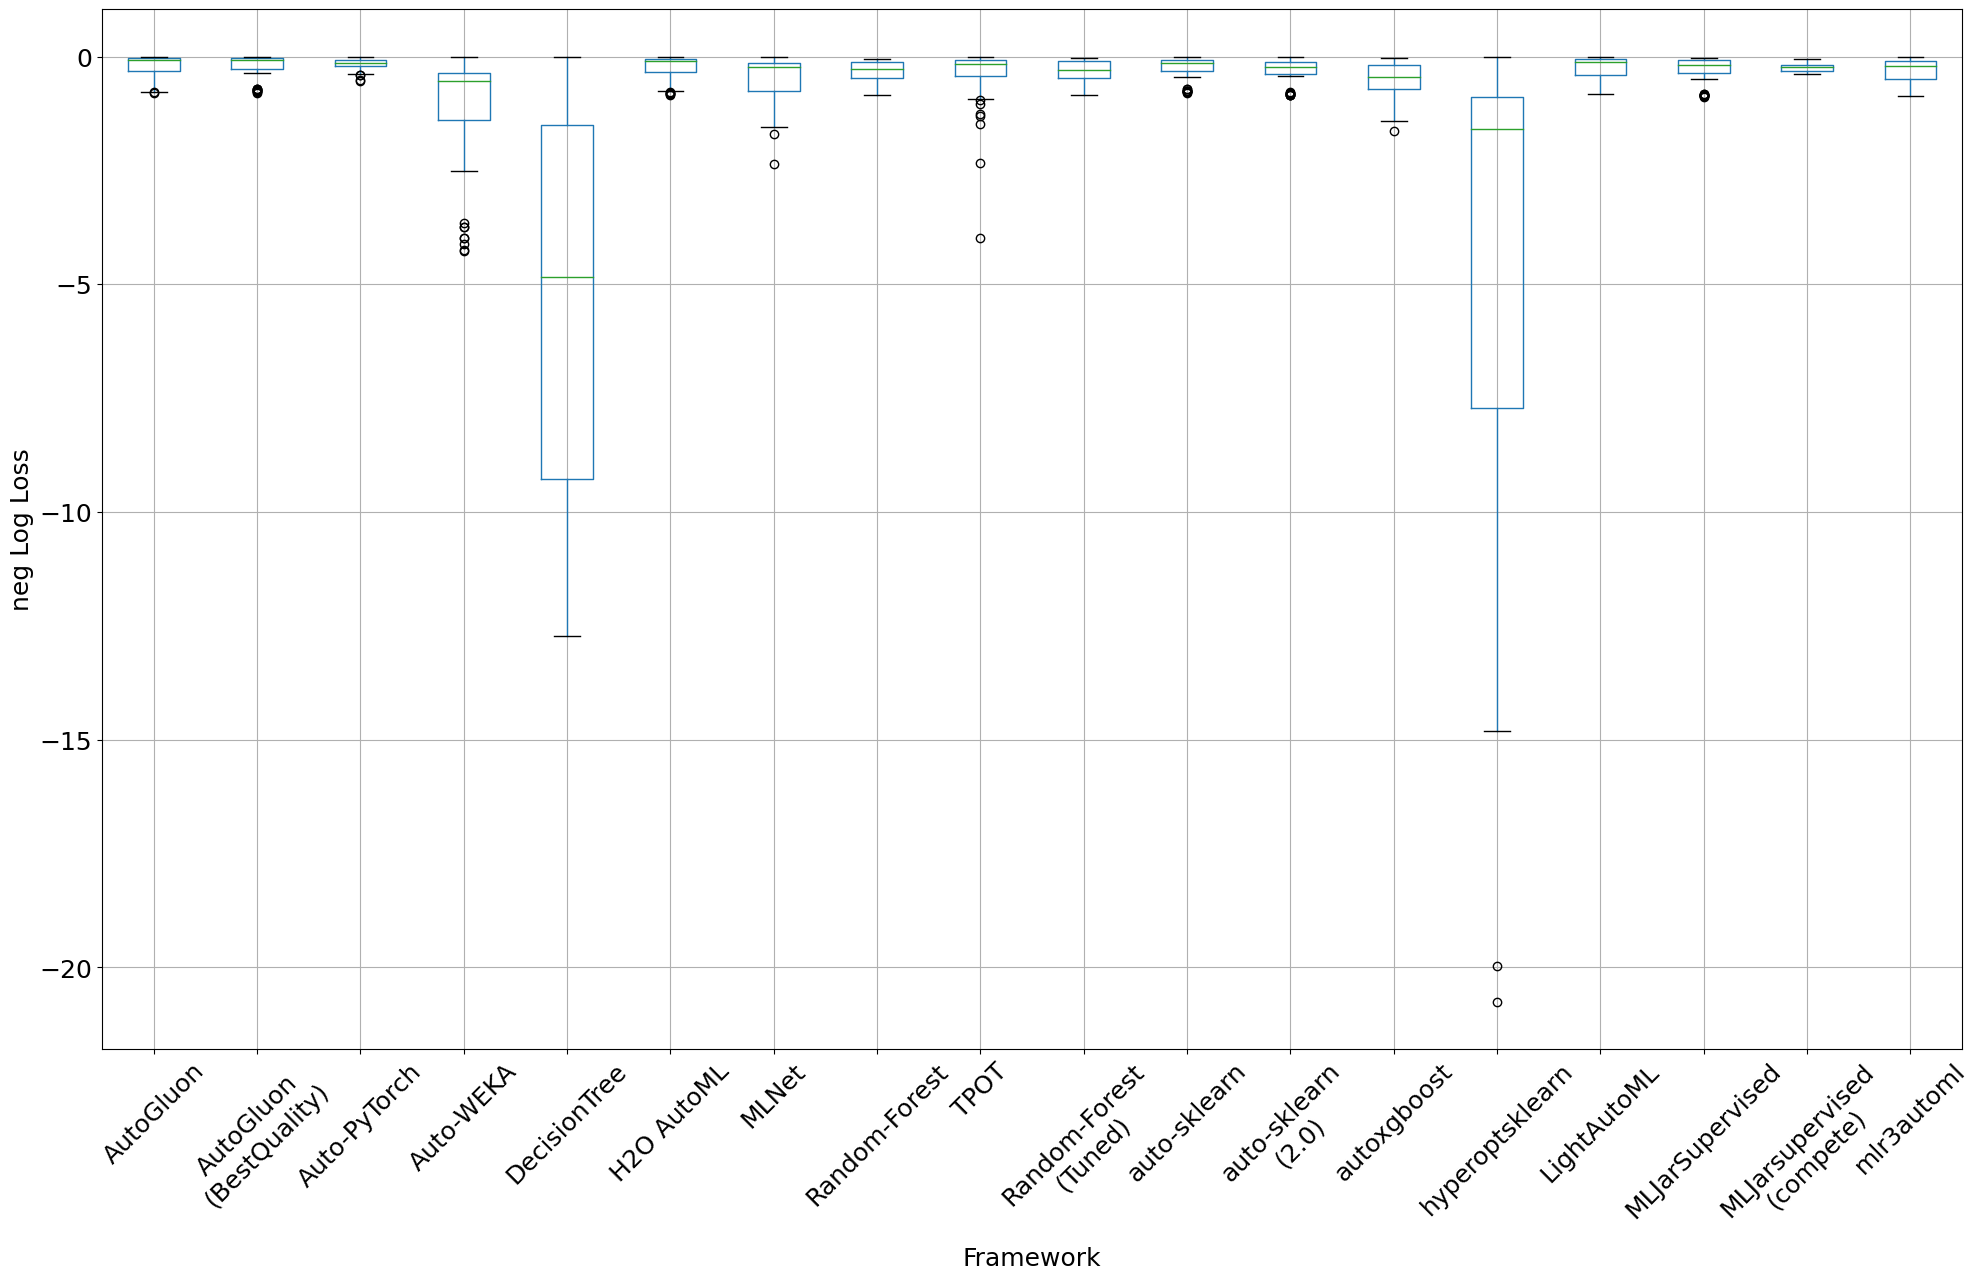 0
−5
−10
−15
−20
neg Log Loss
AutoGluon
AutoGluon
(BestQuality)
Auto-PyTorch
Auto-WEKA
DecisionTree
H2O AutoML
MLNet
Random-Forest
TPOT
Random-Forest
(Tuned)
auto-sklearn
auto-sklearn
(2.0)
autoxgboost
hyperoptsklearn
LightAutoML
MLJarSupervised
MLJarsupervised
(compete)
mlr3automl
Framework